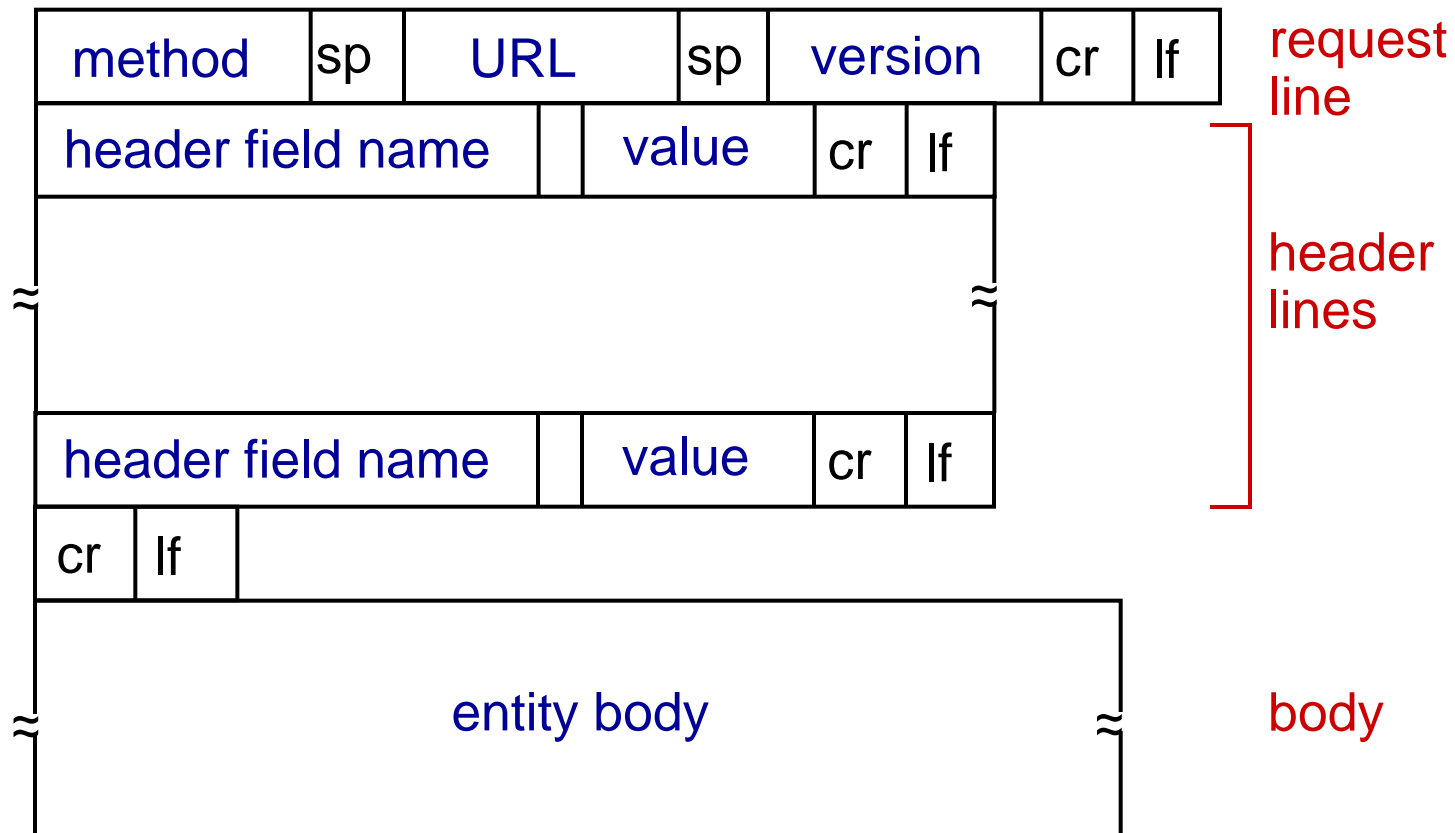 method sp URL sp version cr lf request line
header field name value cr lf
header lines
header field name value cr lf
cr lf
entity body body